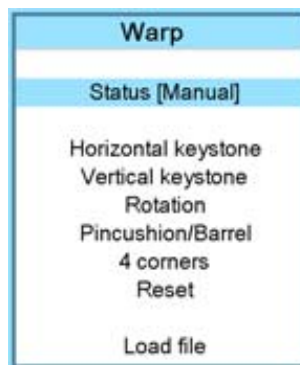 Warp
Status [Manual]
Horizontal keystone
Vertical keystone
Rotation
Pincushion/Barrel
4 corners
Reset
Load file